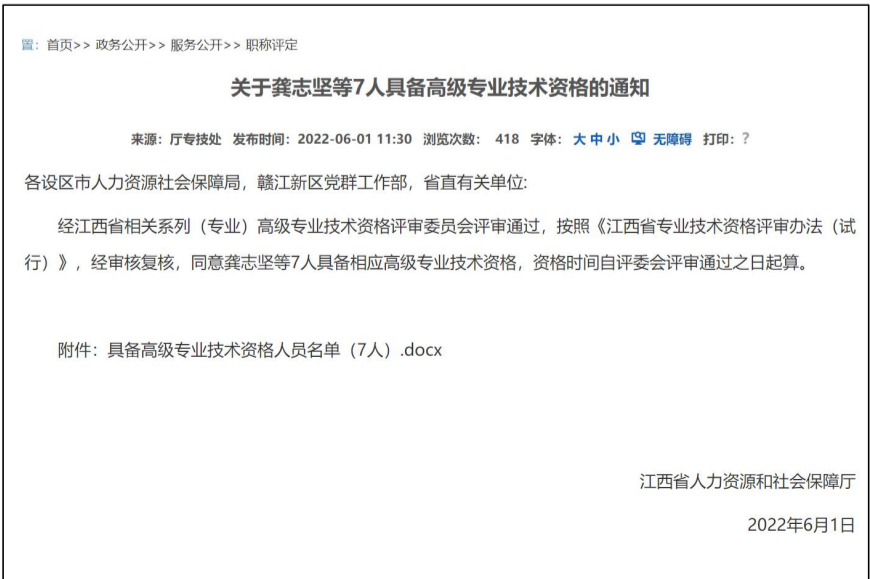 置：首页>> 政务公开>> 服务公开>> 职称评定
关于龚志坚等7人具备高级专业技术资格的通知
来源：厅专技处 发布时间：2022-06-01 11:30 浏览次数： 418 字体： 大 中 小 无障碍 打印：?
各设区市人力资源社会保障局，赣江新区党群工作部，省直有关单位:
经江西省相关系列（专业）高级专业技术资格评审委员会评审通过，按照《江西省专业技术资格评审办法（试
行）》，经审核复核，同意龚志坚等7人具备相应高级专业技术资格，资格时间自评委会评审通过之日起算。
附件：具备高级专业技术资格人员名单（7人）.docx
江西省人力资源和社会保障厅
2022年6月1日